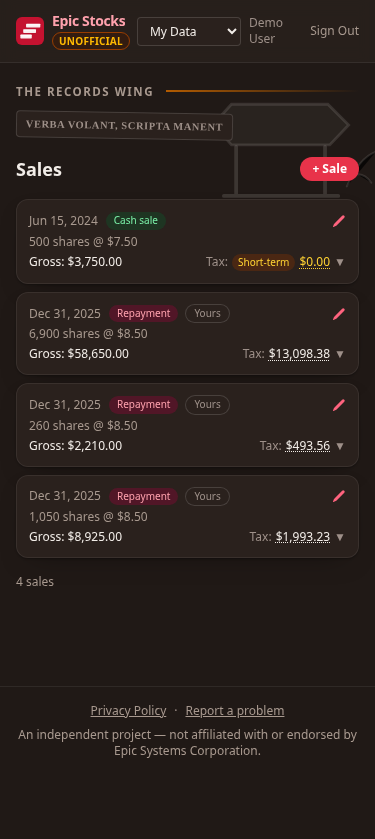 Epic Stocks
UNOFFICIAL
My Data
Demo User
Sign Out
THE RECORDS WING
VERBA VOLANT, SCRIPTA MANENT
Sales
+ Sale
Jun 15, 2024 Cash sale
500 shares @ $7.50
Gross: $3,750.00 Tax: Short-term $0.00 ▼
Dec 31, 2025 Repayment Yours
6,900 shares @ $8.50
Gross: $58,650.00 Tax: $13,098.38 ▼
Dec 31, 2025 Repayment Yours
260 shares @ $8.50
Gross: $2,210.00 Tax: $493.56 ▼
Dec 31, 2025 Repayment Yours
1,050 shares @ $8.50
Gross: $8,925.00 Tax: $1,993.23 ▼
4 sales
Privacy Policy · Report a problem
An independent project — not affiliated with or endorsed by
Epic Systems Corporation.